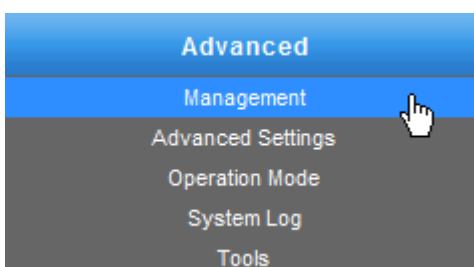 Advanced
Management
Advanced Settings
Operation Mode
System Log
Tools